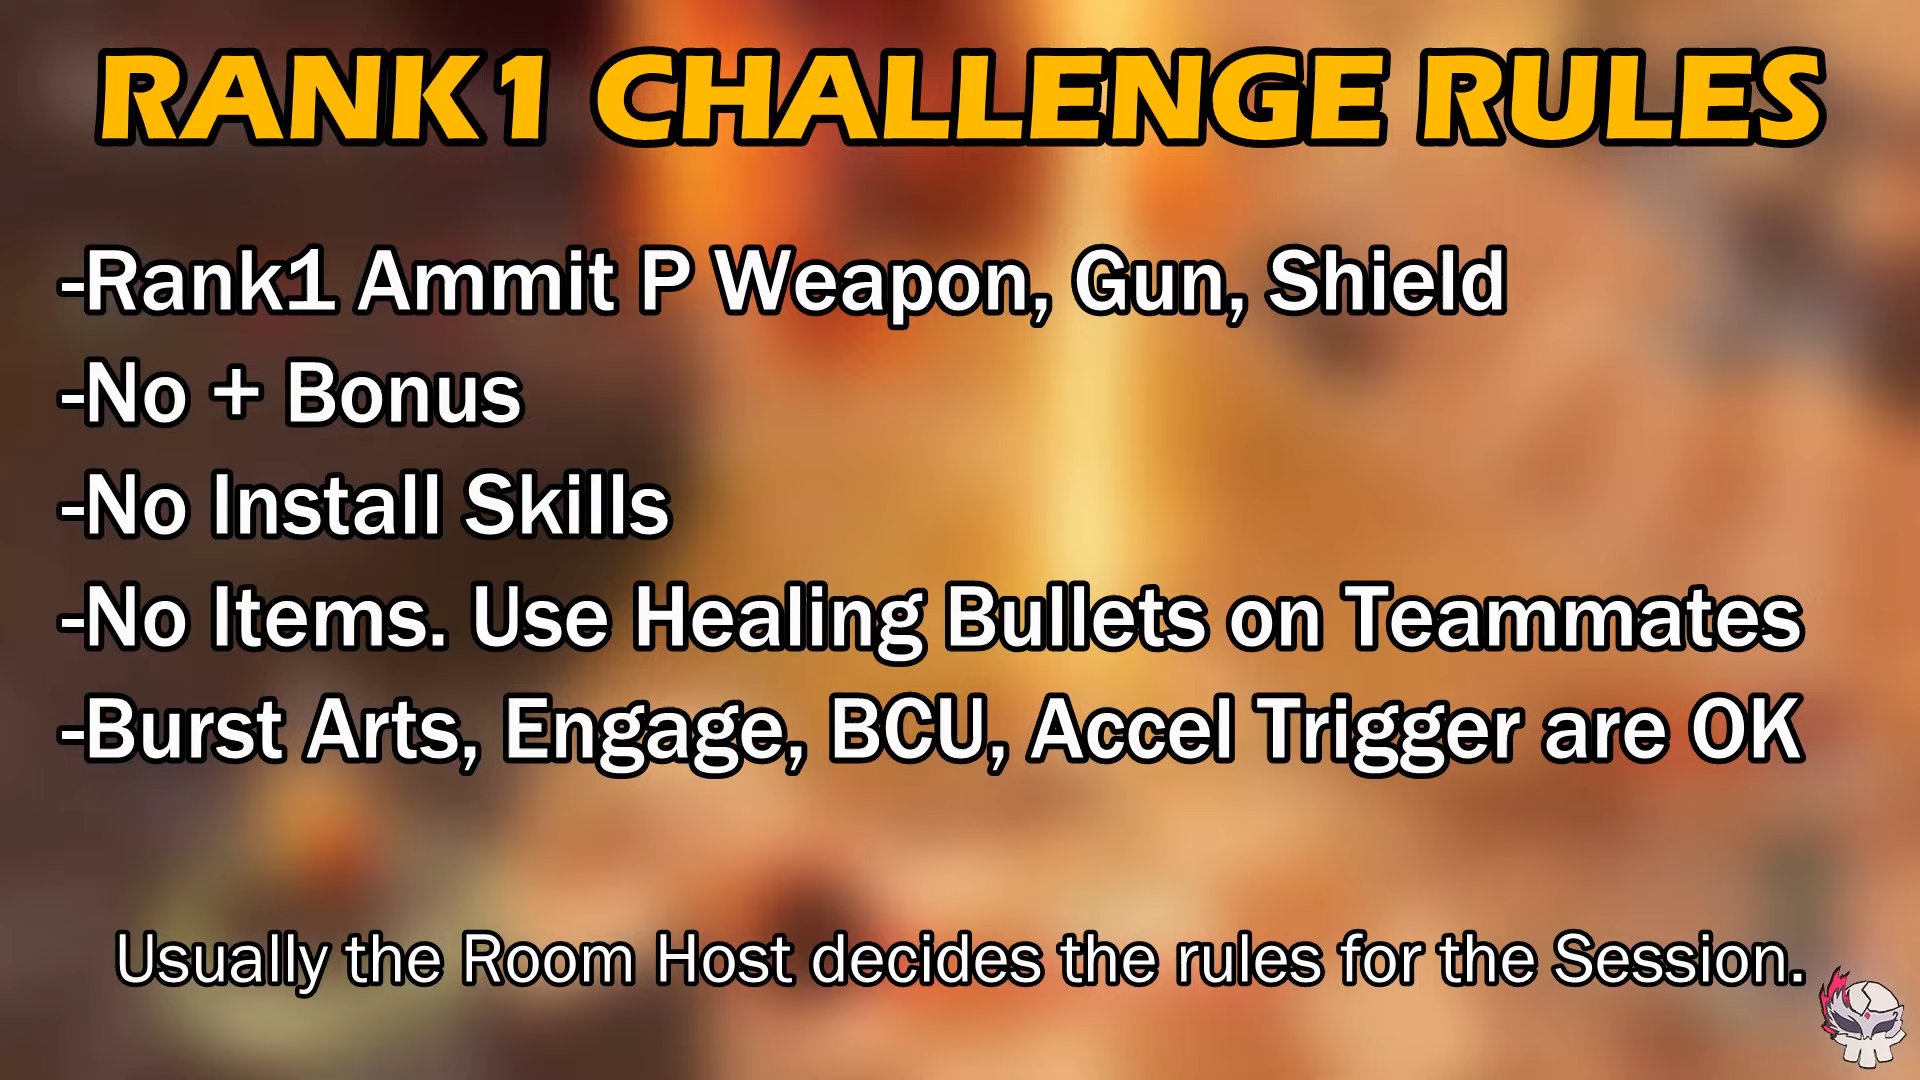 RANK1 CHALLENGE RULES
-Rank1 Ammit P Weapon, Gun, Shield
-No + Bonus
-No Install Skills
-No Items. Use Healing Bullets on Teammates
-Burst Arts, Engage, BCU, Accel Trigger are OK
Usually the Room Host decides the rules for the Session.